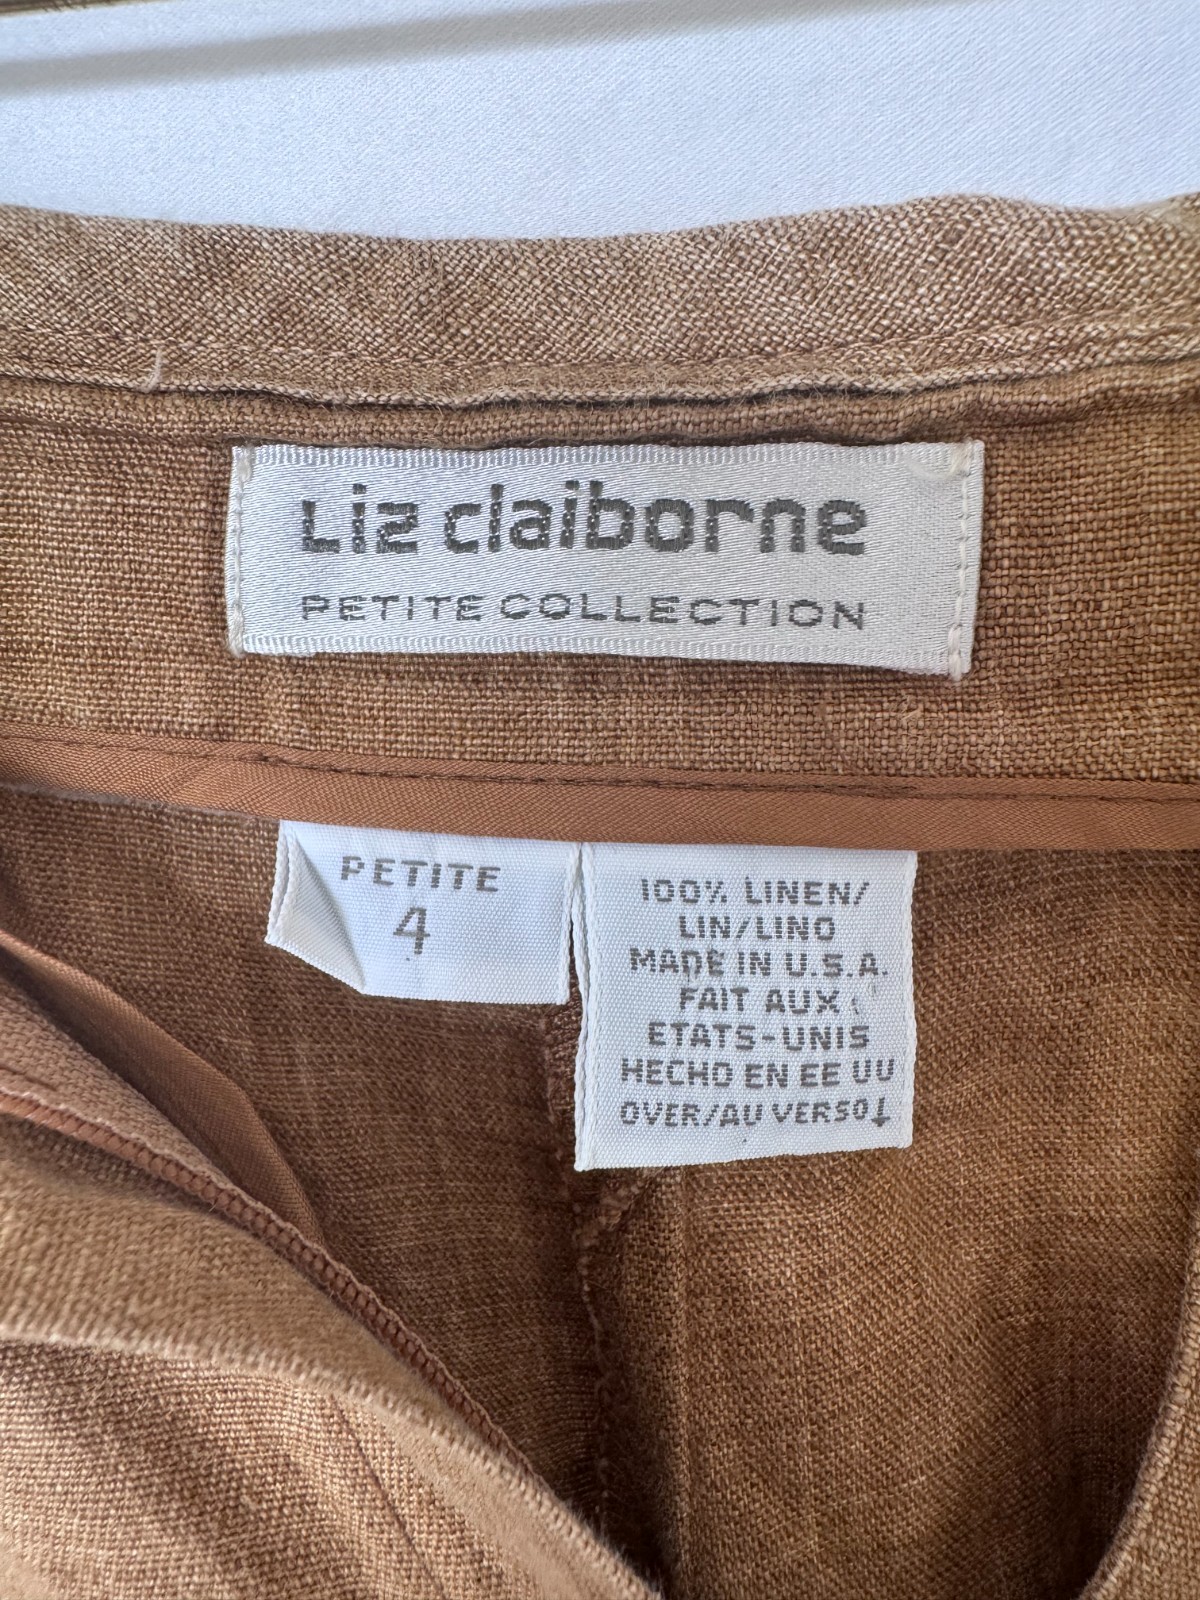 Liz claiborne
PETITE COLLECTION
PETITE
4
100% LINEN/
LIN/LINO
MADE IN U.S.A.
FAIT AUX
ETATS-UNIS
HECHO EN EE UU
OVER/AU VERSO↓